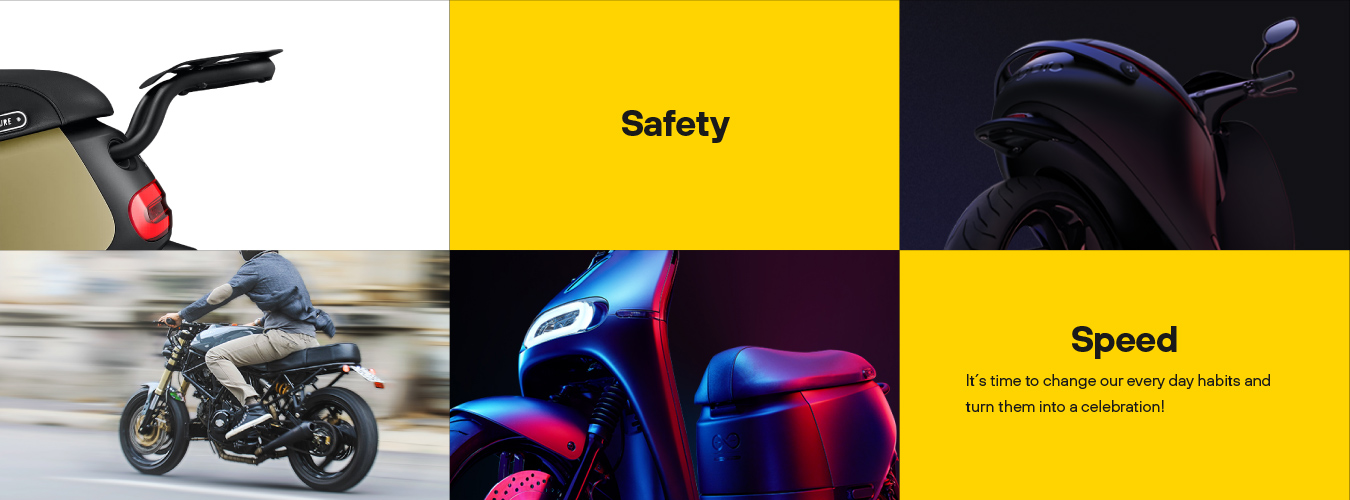 Safety
Speed
It´s time to change our every day habits and
turn them into a celebration!